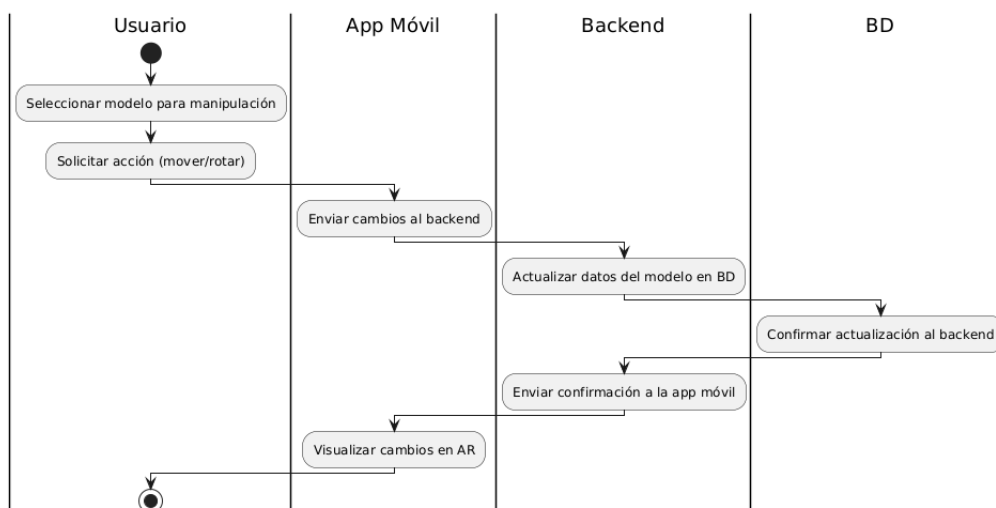 Usuario
App Móvil
Backend
BD
Seleccionar modelo para manipulación
Solicitar acción (mover/rotar)
Enviar cambios al backend
Actualizar datos del modelo en BD
Confirmar actualización al backend
Enviar confirmación a la app móvil
Visualizar cambios en AR